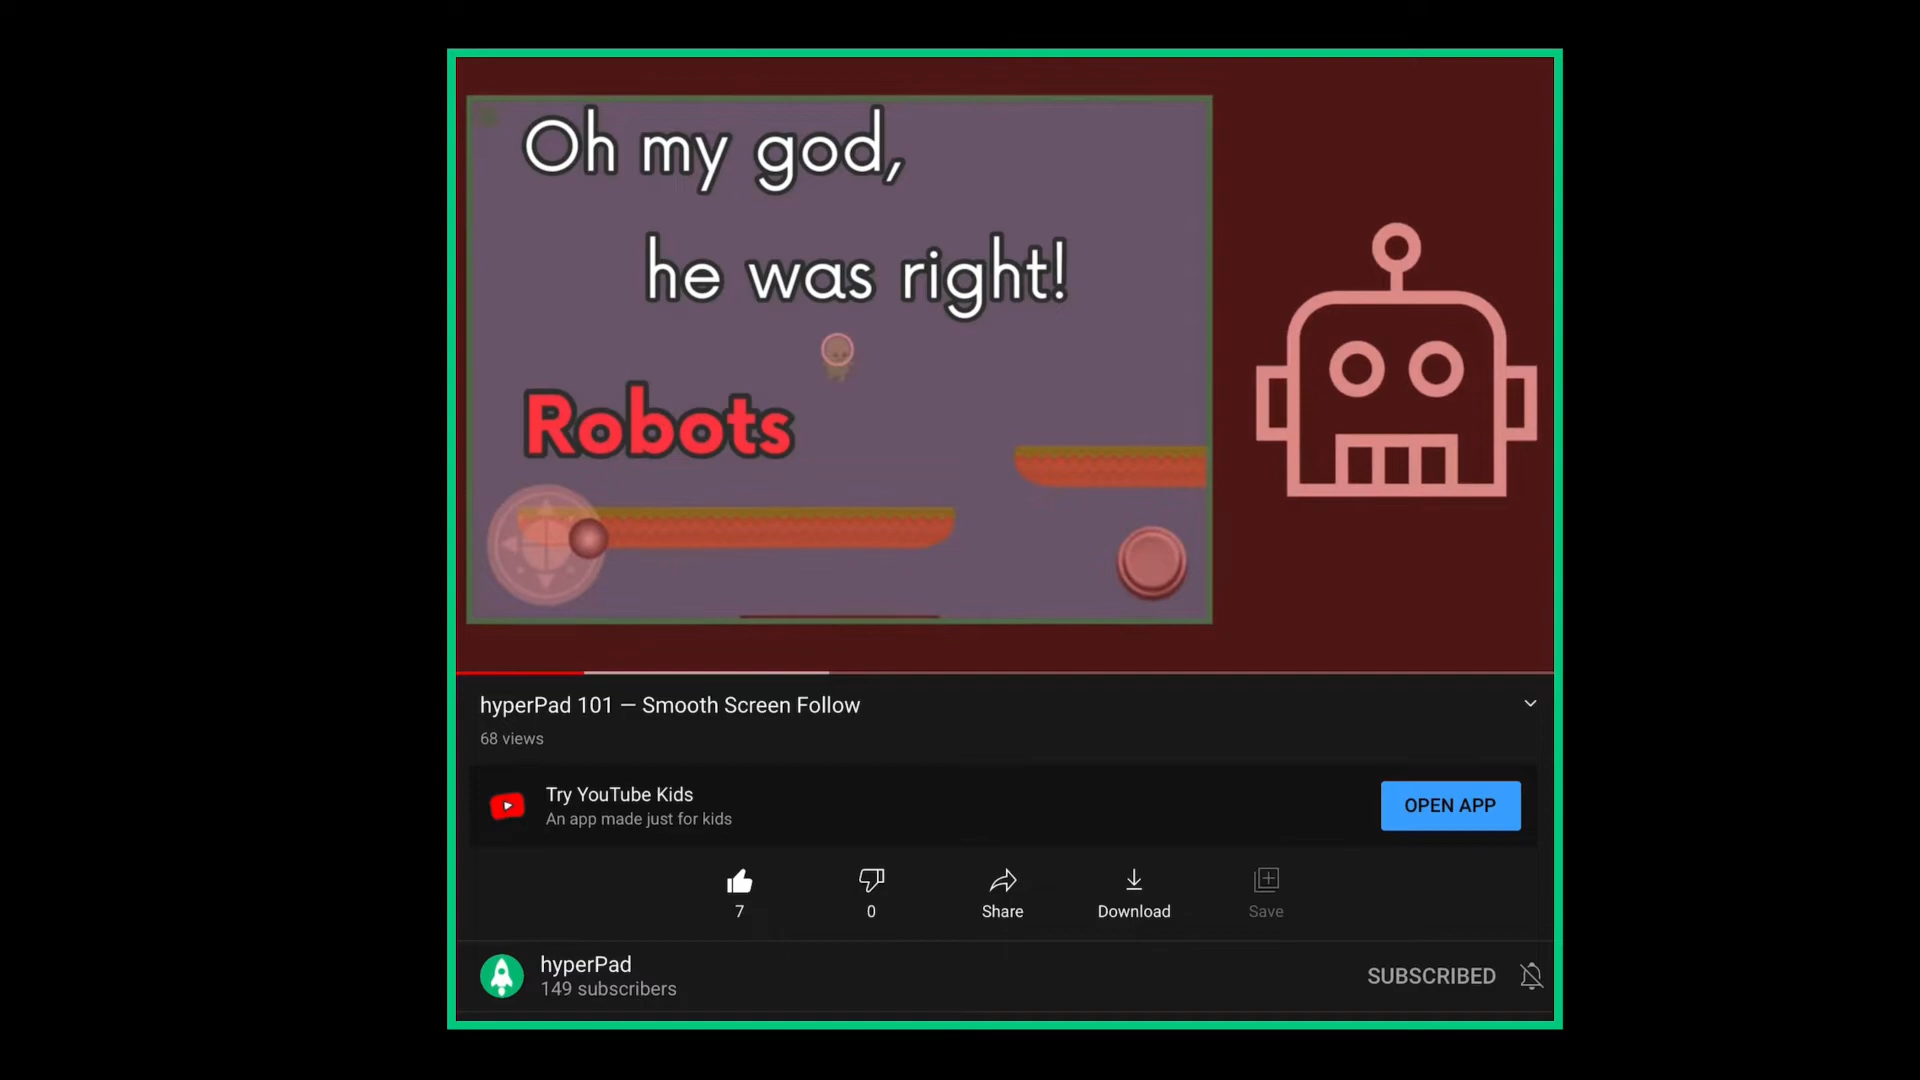 Oh my god,
he was right!
Robots
hyperPad 101 — Smooth Screen Follow
68 views
Try YouTube Kids
An app made just for kids
OPEN APP
7
0
Share
Download
Save
hyperPad
149 subscribers
SUBSCRIBED